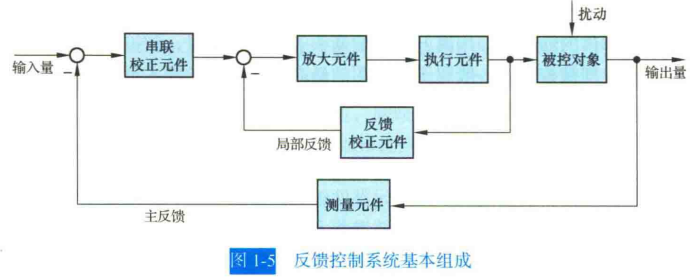 扰动
串联
校正元件
放大元件
执行元件
被控对象
输入量
输出量
反馈
校正元件
局部反馈
测量元件
主反馈
图 1-5 反馈控制系统基本组成